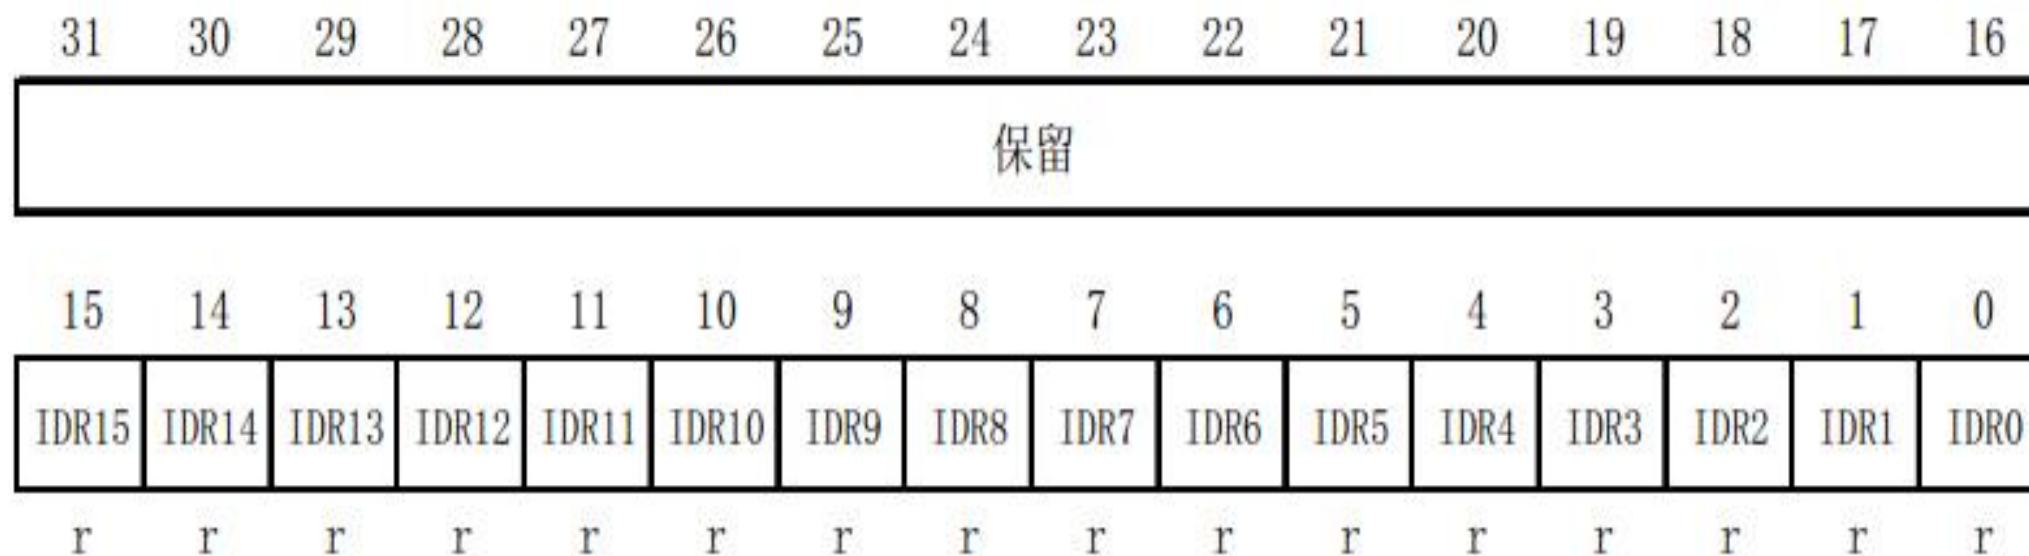 31 30 29 28 27 26 25 24 23 22 21 20 19 18 17 16
保留
15 14 13 12 11 10 9 8 7 6 5 4 3 2 1 0
IDR15 IDR14 IDR13 IDR12 IDR11 IDR10 IDR9 IDR8 IDR7 IDR6 IDR5 IDR4 IDR3 IDR2 IDR1 IDR0
r r r r r r r r r r r r r r r r